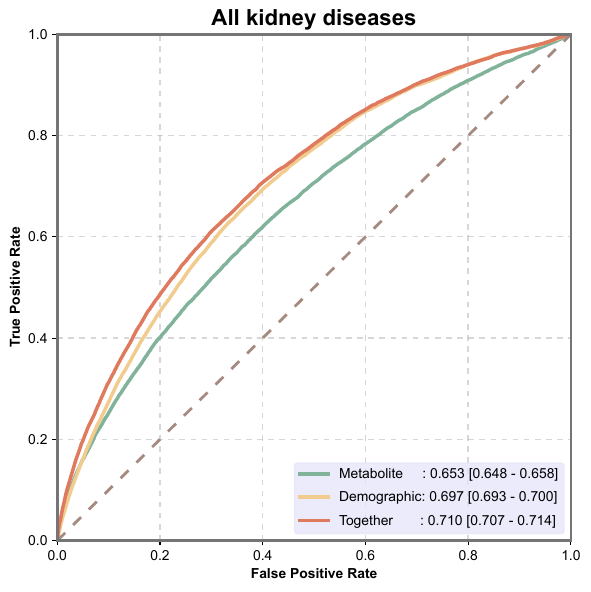 All kidney diseases
True Positive Rate
1.0
0.8
0.6
0.4
0.2
0.0
Metabolite : 0.653 [0.648 - 0.658]
Demographic: 0.697 [0.693 - 0.700]
Together : 0.710 [0.707 - 0.714]
0.0 0.2 0.4 0.6 0.8 1.0
False Positive Rate